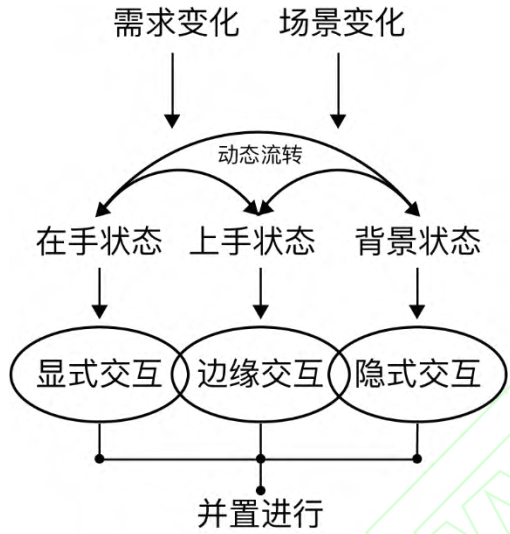 需求变化 场景变化
动态流转
在手状态 上手状态 背景状态
显式交互 边缘交互 隐式交互
并置进行